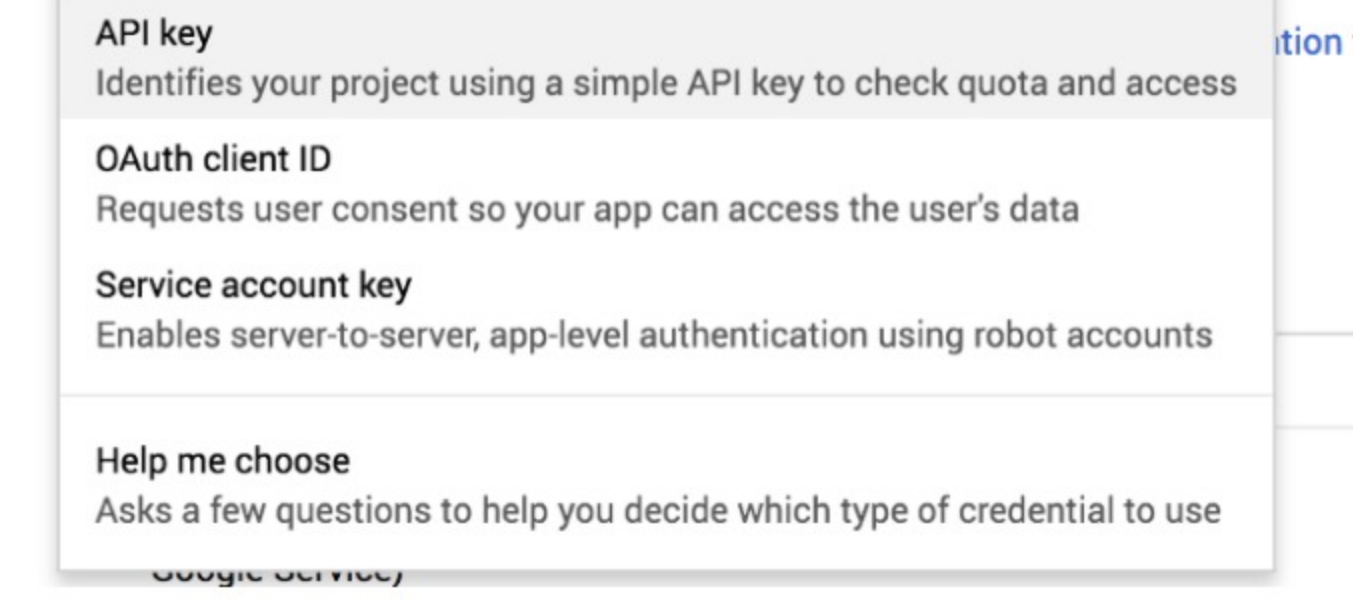 API key
ation
Identifies your project using a simple API key to check quota and access
OAuth client ID
Requests user consent so your app can access the user's data
Service account key
Enables server-to-server, app-level authentication using robot accounts
Help me choose
Asks a few questions to help you decide which type of credential to use
Google Service)